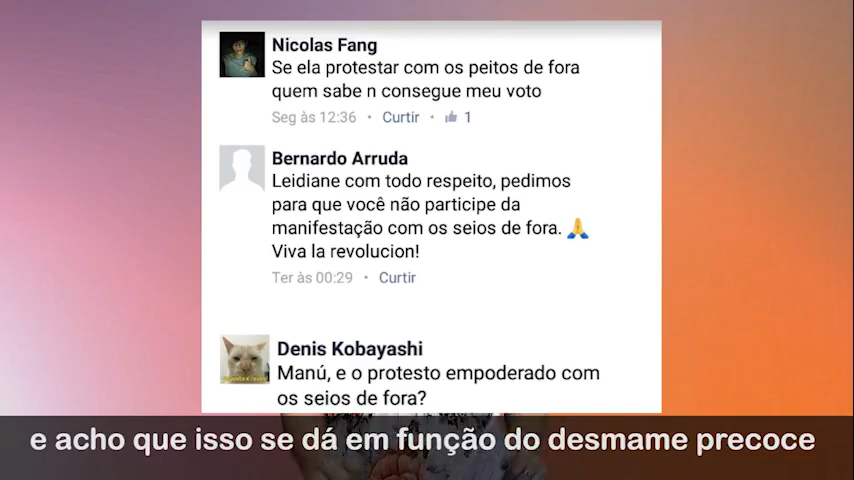 Nicolas Fang
Se ela protestar com os peitos de fora
quem sabe n consegue meu voto
Seg às 12:36 • Curtir • 1
Bernardo Arruda
Leidiane com todo respeito, pedimos
para que você não participe da
manifestação com os seios de fora. 🙏
Viva la revolucion!
Ter às 00:29 • Curtir
Denis Kobayashi
Manú, e o protesto empoderado com
os seios de fora?
e acho que isso se dá em função do desmame precoce